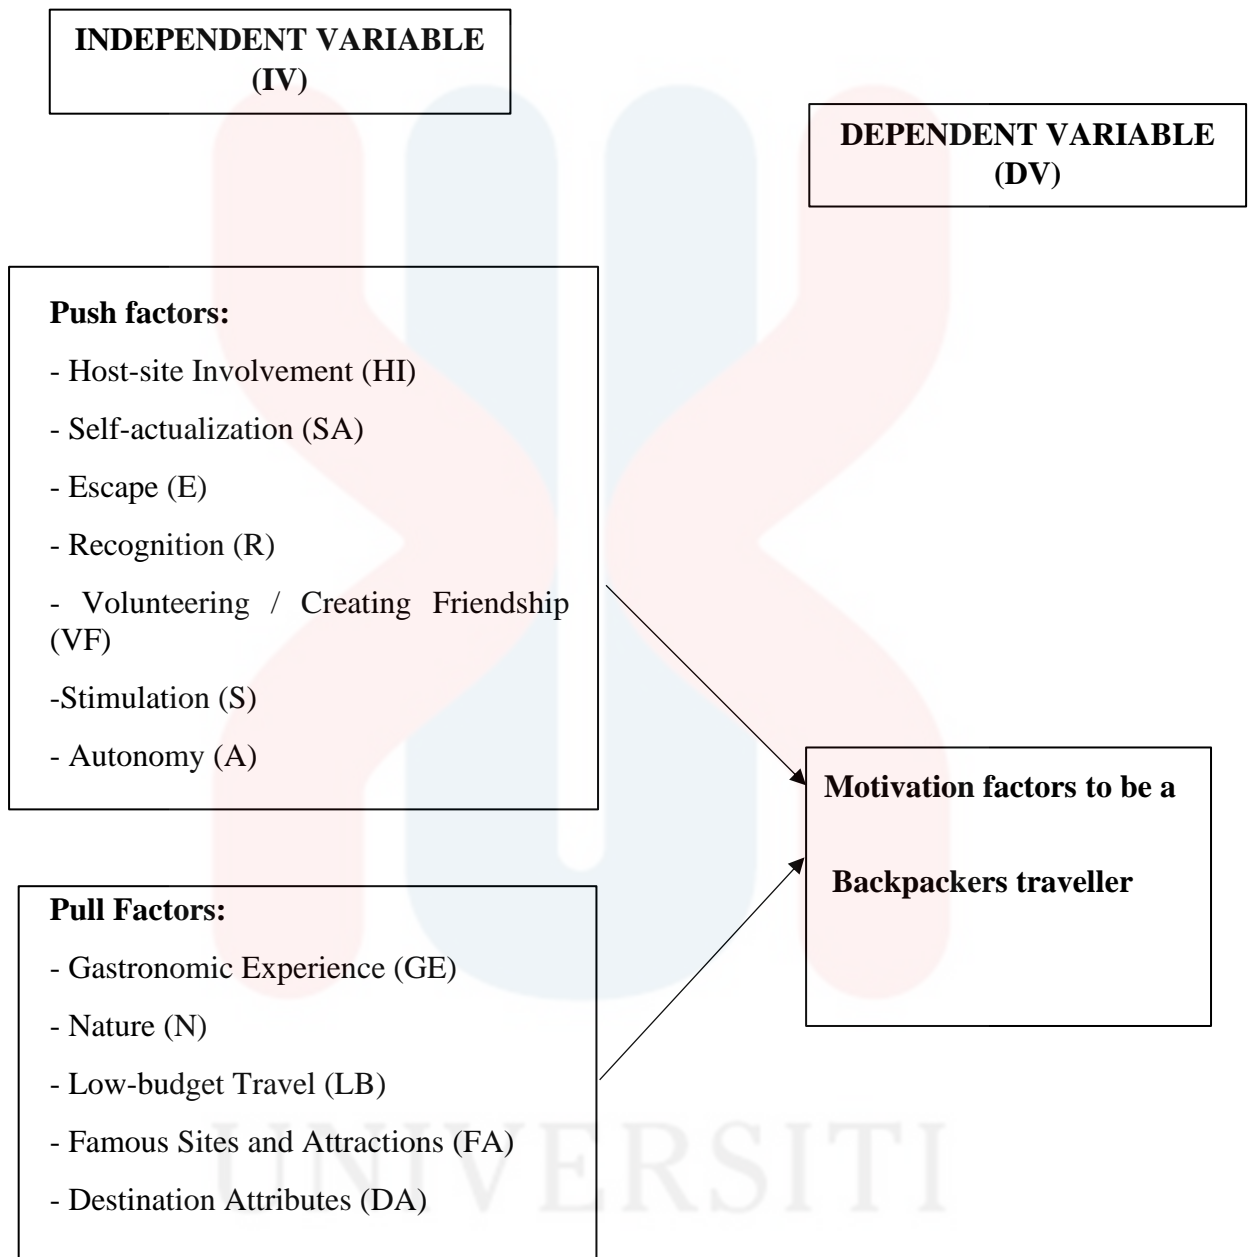 INDEPENDENT VARIABLE
(IV)
DEPENDENT VARIABLE
(DV)
Push factors:
- Host-site Involvement (HI)
- Self-actualization (SA)
- Escape (E)
- Recognition (R)
- Volunteering / Creating Friendship
(VF)
-Stimulation (S)
- Autonomy (A)
Motivation factors to be a
Backpackers traveller
Pull Factors:
- Gastronomic Experience (GE)
- Nature (N)
- Low-budget Travel (LB)
- Famous Sites and Attractions (FA)
- Destination Attributes (DA)
UNIVERSITI